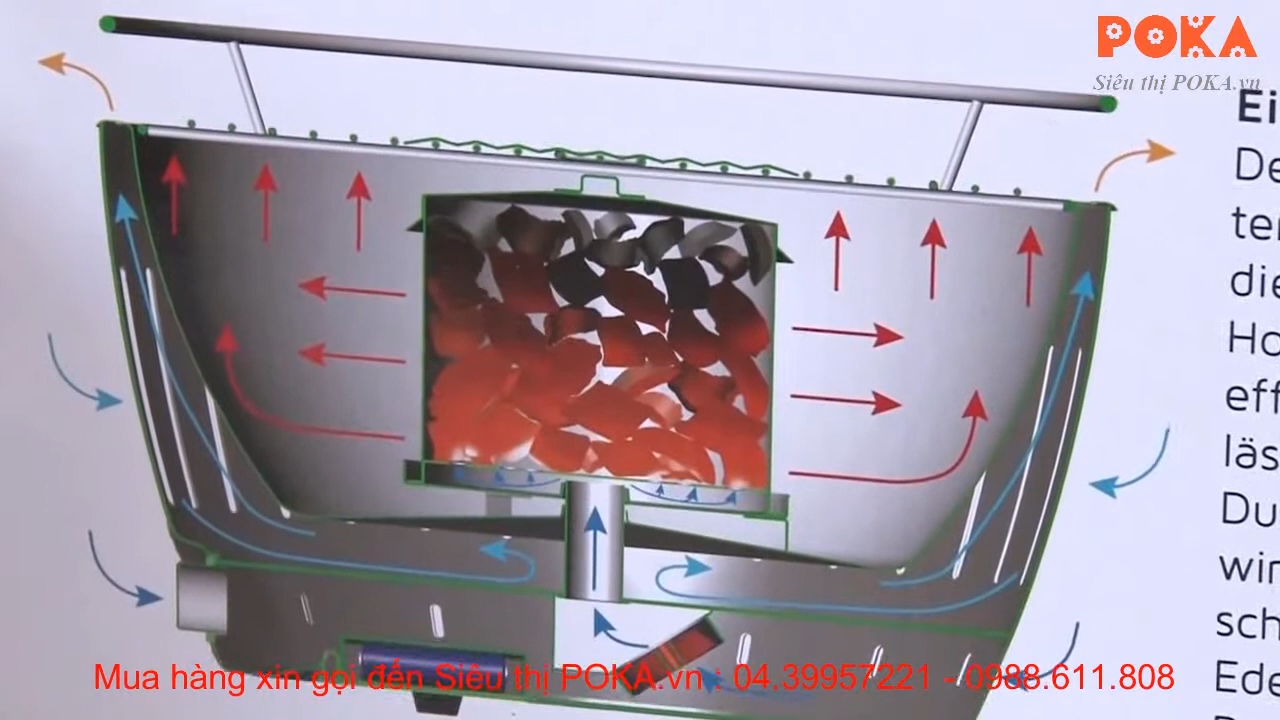 POKA
Siêu thị POKA.vn
Ei
De
te
die
Ho
eff
läs
Du
wir
sch
Ede
Mua hàng xin gọi đến Siêu thị POKA.vn : 04.39957221 - 0988.611.808